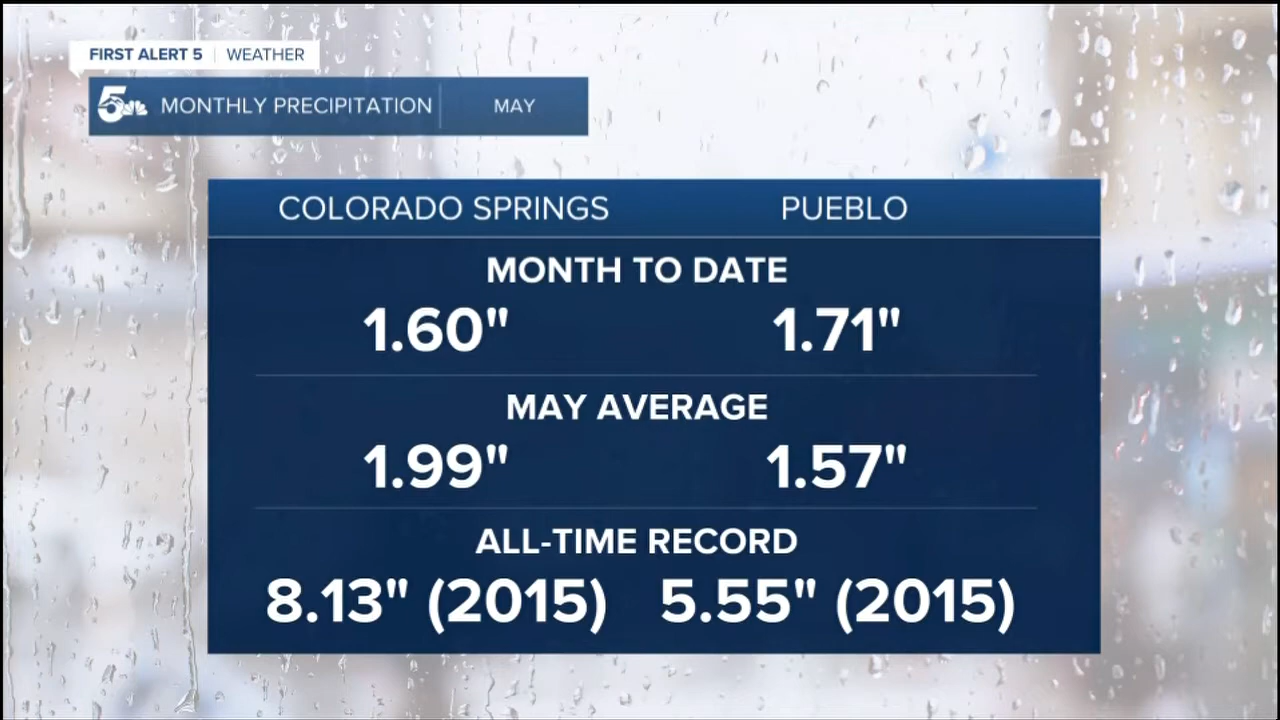 FIRST ALERT 5 | WEATHER
5 MONTHLY PRECIPITATION | MAY
COLORADO SPRINGS PUEBLO
MONTH TO DATE
1.60" 1.71"
MAY AVERAGE
1.99" 1.57"
ALL-TIME RECORD
8.13" (2015) 5.55" (2015)